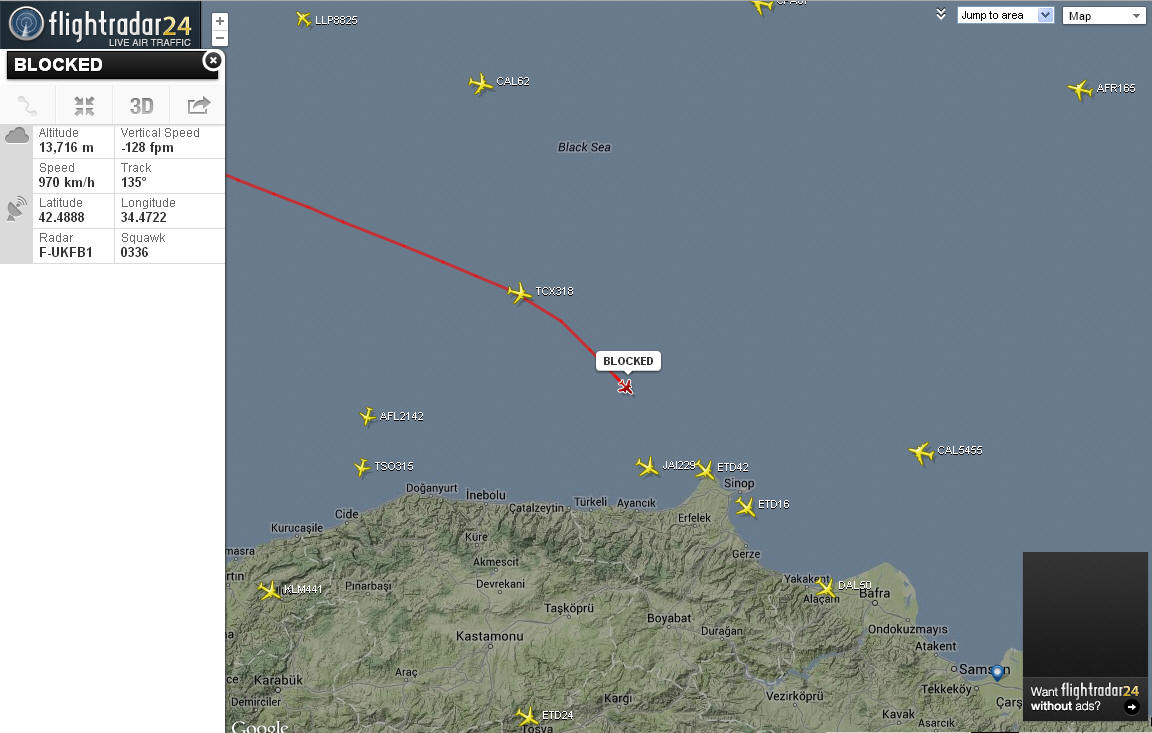 flightradar24
LIVE AIR TRAFFIC
+
−
BLOCKED
3D
Altitude
13,716 m
Vertical Speed
-128 fpm
Speed
970 km/h
Track
135°
Latitude
42.4888
Longitude
34.4722
Radar
F-UKFB1
Squawk
0336
Jump to area
Map
LLP8825
CAL62
AFR165
Black Sea
TCX318
BLOCKED
AFL2142
CAL5455
TSO315
JAI229
ETD42
Sinop
Doğanyurt
İnebolu
Çatalzeytin
Türkeli
Ayancık
ETD16
Cide
Erfelek
Kurucaşile
Küre
Gerze
masra
Akmescit
Yakakent
rtın
KLM441
Pınarbaşı
Devrekani
DAL50
Alaçam
Bafra
Taşköprü
Boyabat
Durağan
Ondokuzmayıs
Kastamonu
Atakent
Araç
Samsun
Karabük
Tekkeköy
Demirciler
Kargı
Vezirköprü
Çarş
ETD24
Kavak
Asarcık
Tosya
Google
Want flightradar24
without ads?